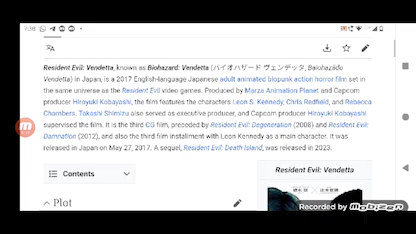 7:38
Resident Evil: Vendetta, known as Biohazard: Vendetta (バイオハザード ヴェンデッタ, Baiohazādo
Vendetta) in Japan, is a 2017 English-language Japanese adult animated biopunk action horror film set in
the same universe as the Resident Evil video games. Produced by Marza Animation Planet and Capcom
producer Hiroyuki Kobayashi, the film features the characters Leon S. Kennedy, Chris Redfield, and Rebecca
Chambers. Takashi Shimizu also served as executive producer, and Capcom producer Hiroyuki Kobayashi
supervised the film. It is the third CG film, preceded by Resident Evil: Degeneration (2008) and Resident Evil:
Damnation (2012), and also the third film installment with Leon Kennedy as a main character. It was
released in Japan on May 27, 2017. A sequel, Resident Evil: Death Island, was released in 2023.
Contents
Resident Evil: Vendetta
Plot
Recorded by Mobizen